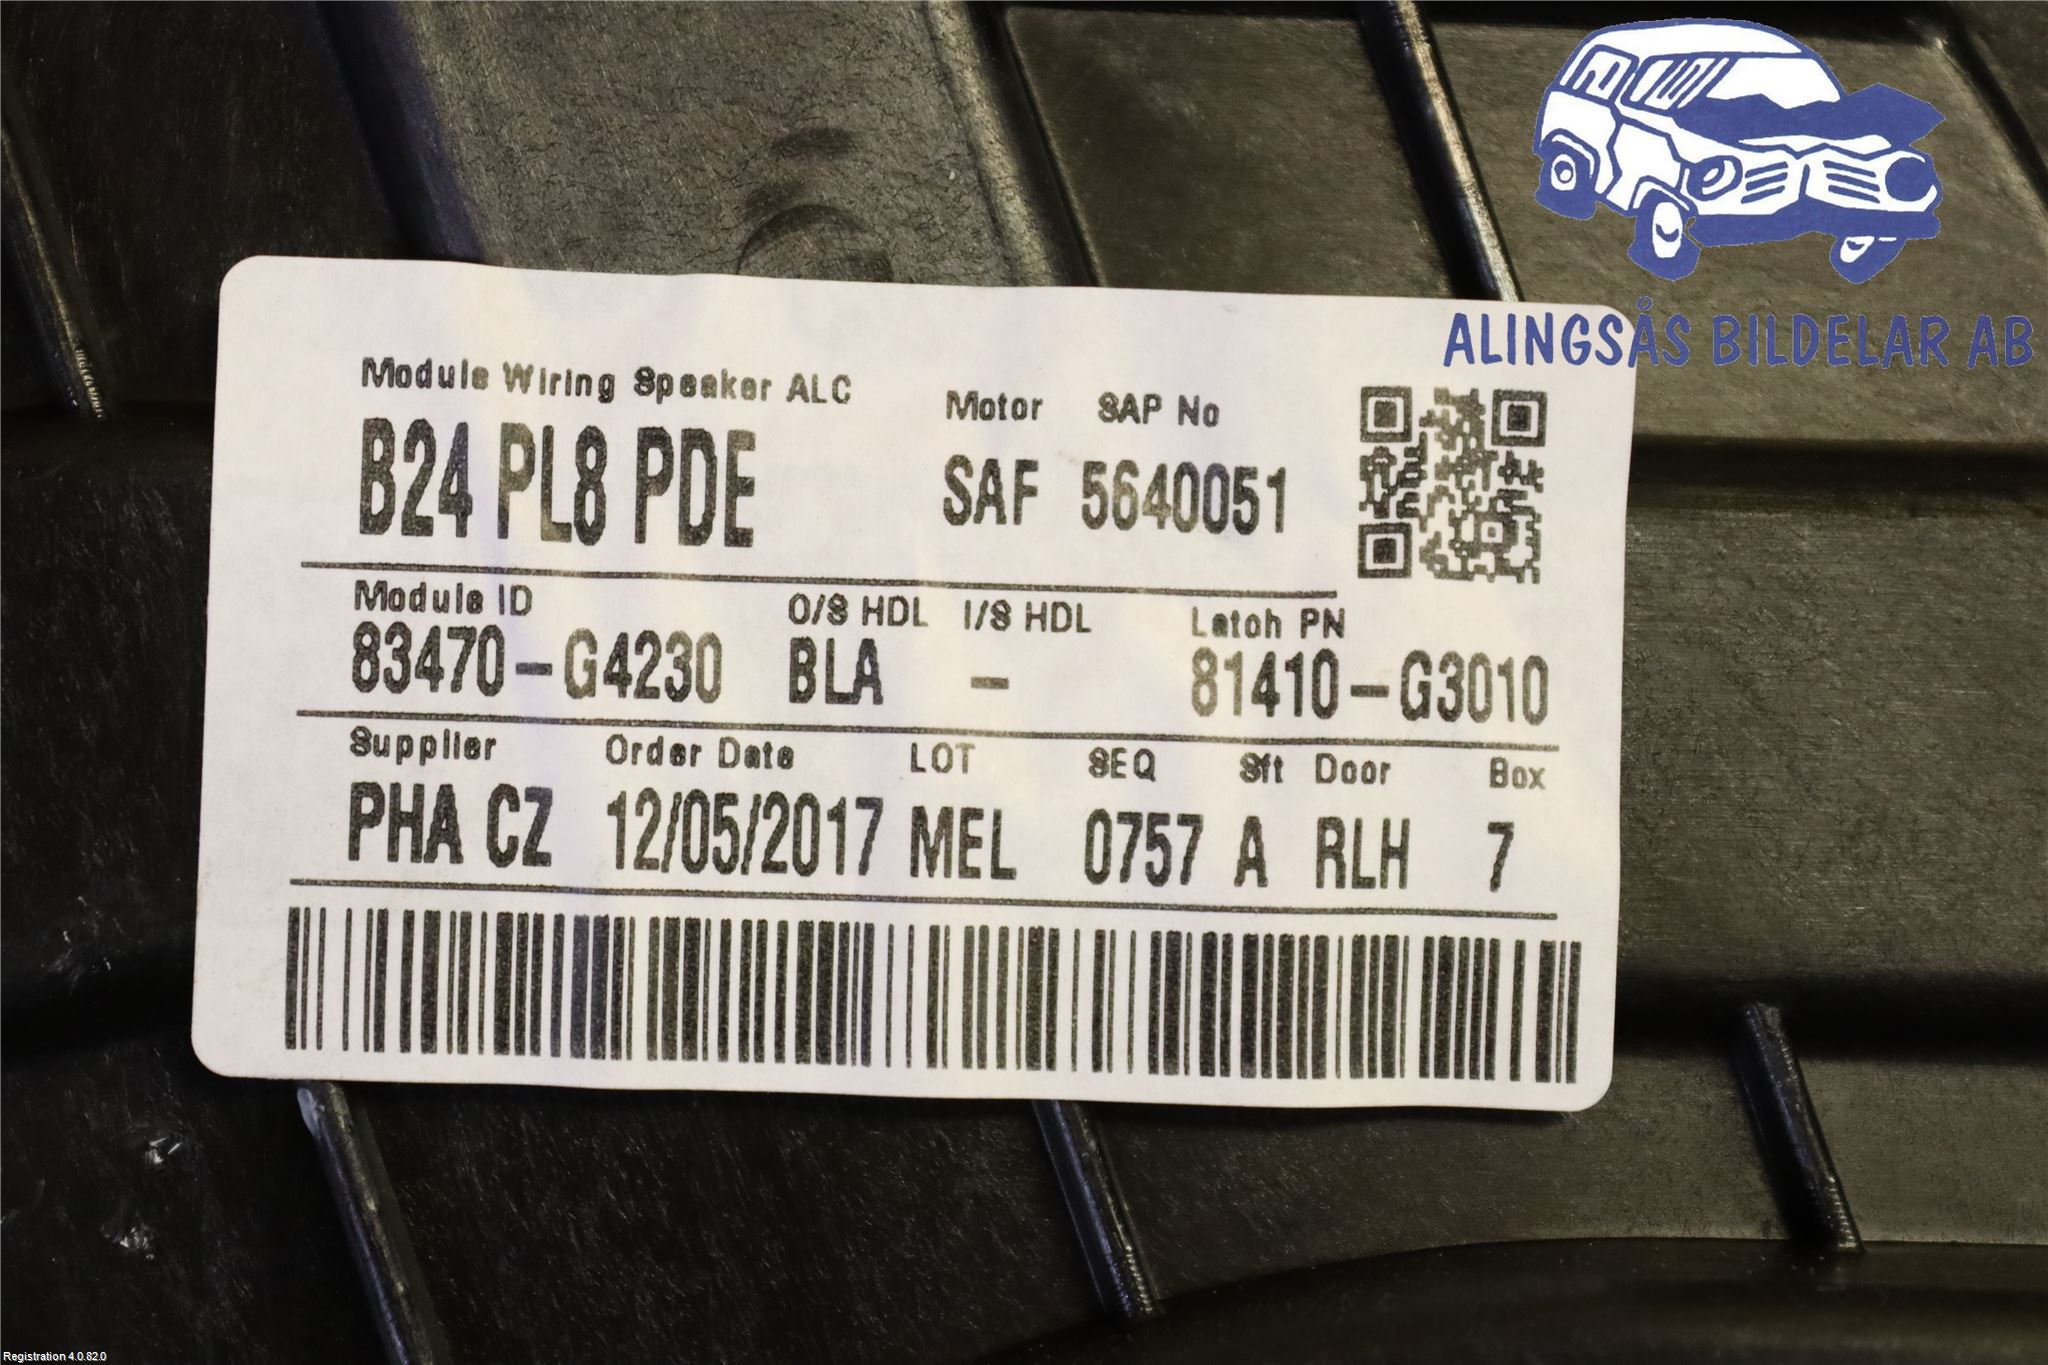 ALINGSÅS BILDELAR AB
Module Wiring Speaker ALC Motor SAP No
B24 PL8 PDE SAF 5640051
Module ID O/S HDL I/S HDL Latch PN
83470-G4230 BLA - 81410-G3010
Supplier Order Date LOT SEQ Sft Door Box
PHA CZ 12/05/2017 MEL 0757 A RLH 7
Registration 4.0.82.0